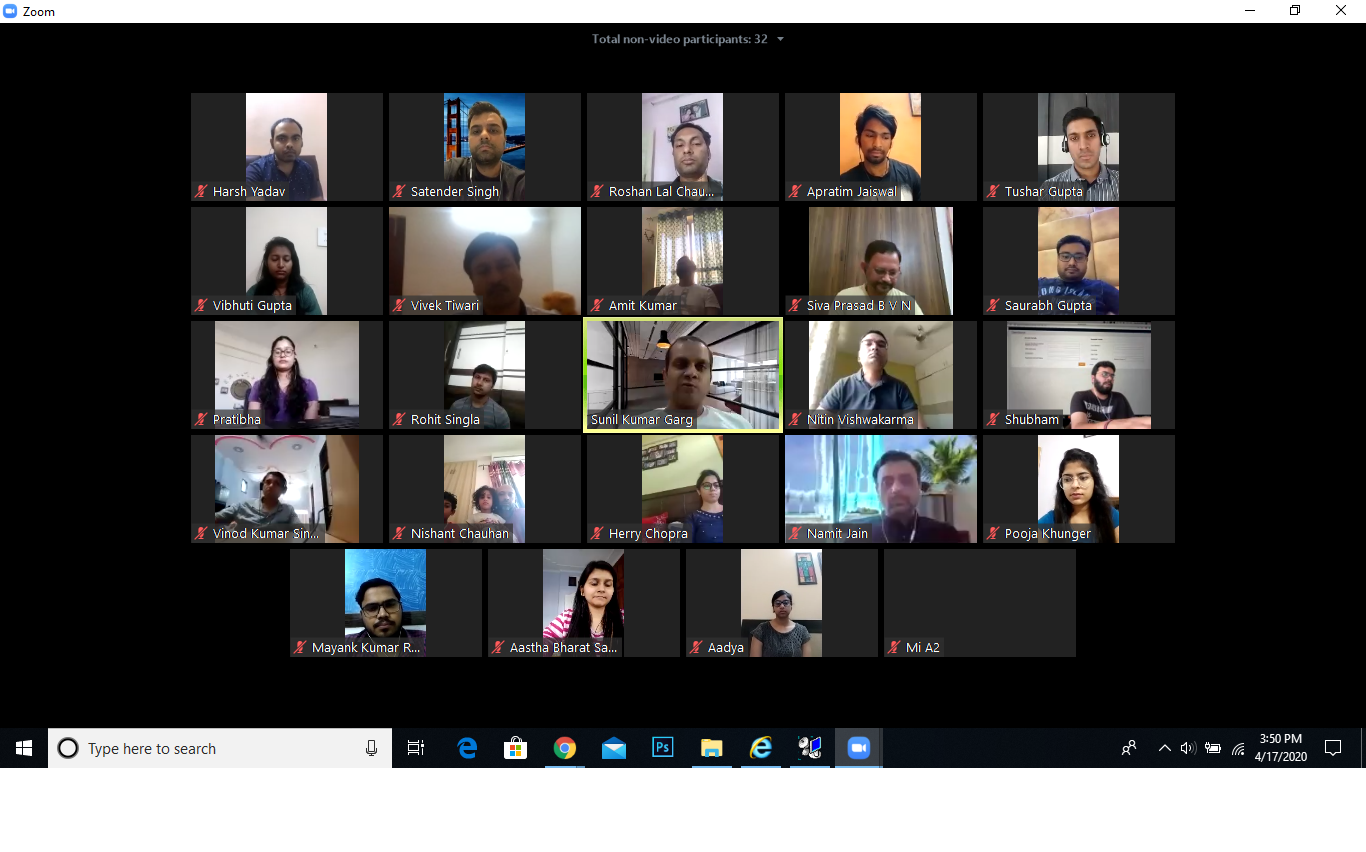 Zoom
Total non-video participants: 32
Harsh Yadav
Satender Singh
Roshan Lal Chau...
Apratim Jaiswal
Tushar Gupta
Vibhuti Gupta
Vivek Tiwari
Amit Kumar
Siva Prasad B V N
Saurabh Gupta
Pratibha
Rohit Singla
Sunil Kumar Garg
Nitin Vishwakarma
Shubham
Vinod Kumar Sin...
Nishant Chauhan
Herry Chopra
Namit Jain
Pooja Khunger
Mayank Kumar R...
Aastha Bharat Sa...
Aadya
Mi A2
Type here to search
Ps
3:50 PM
4/17/2020